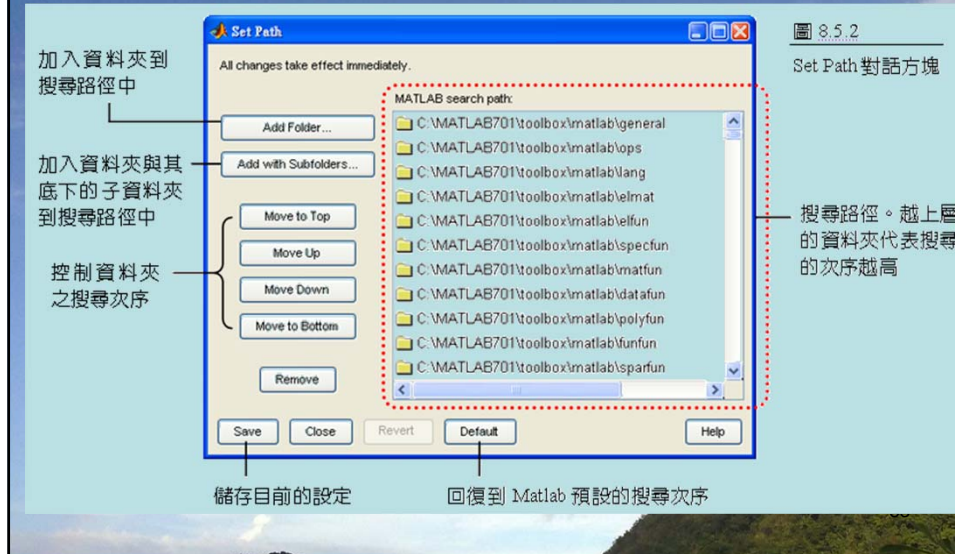 圖 8.5.2
Set Path 對話方塊
加入資料夾到
搜尋路徑中
加入資料夾與其
底下的子資料夾
到搜尋路徑中
控制資料夾
之搜尋次序
Set Path
All changes take effect immediately.
MATLAB search path:
Add Folder...
Add with Subfolders...
Move to Top
Move Up
Move Down
Move to Bottom
Remove
C:\MATLAB701\toolbox\matlab\general
C:\MATLAB701\toolbox\matlab\ops
C:\MATLAB701\toolbox\matlab\lang
C:\MATLAB701\toolbox\matlab\elmat
C:\MATLAB701\toolbox\matlab\elfun
C:\MATLAB701\toolbox\matlab\specfun
C:\MATLAB701\toolbox\matlab\matfun
C:\MATLAB701\toolbox\matlab\datafun
C:\MATLAB701\toolbox\matlab\polyfun
C:\MATLAB701\toolbox\matlab\funfun
C:\MATLAB701\toolbox\matlab\sparfun
Save
Close
Revert
Default
Help
搜尋路徑。越上層
的資料夾代表搜尋
的次序越高
儲存目前的設定
回復到 Matlab 預設的搜尋次序